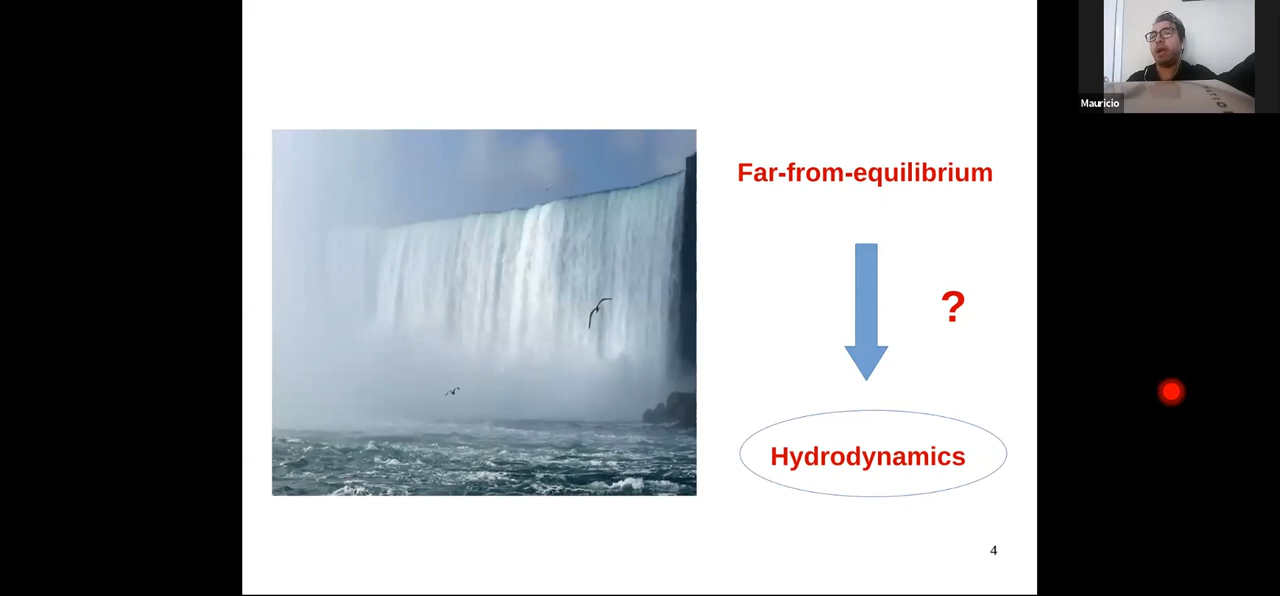 Far-from-equilibrium
?
Hydrodynamics
4
Mauricio